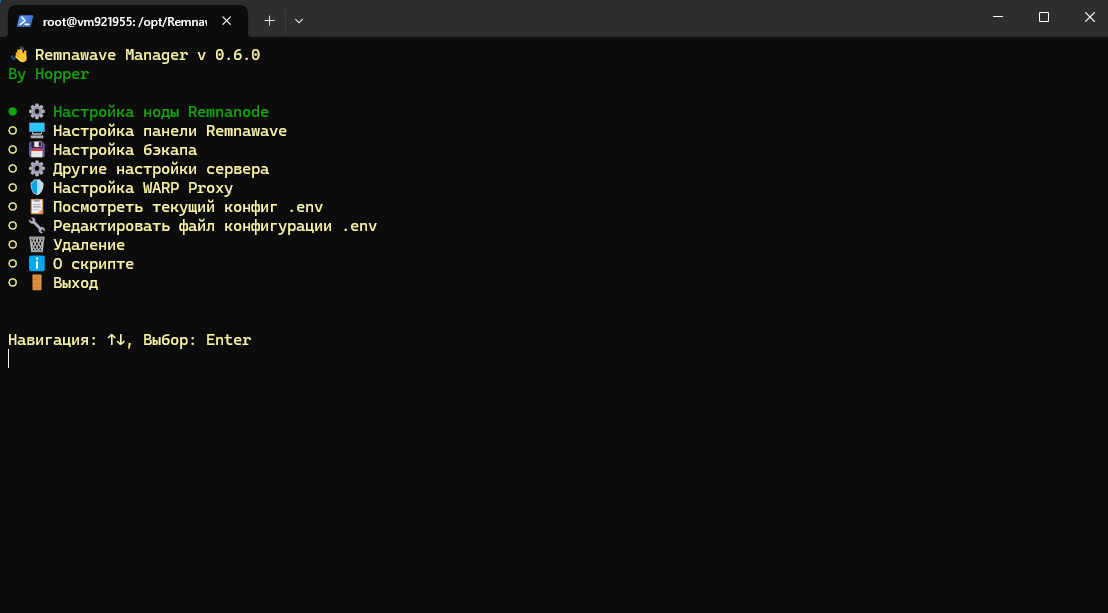 root@vm921955: /opt/Remnav
Remnawave Manager v 0.6.0
By Hopper
Настройка ноды Remnanode
Настройка панели Remnawave
Настройка бэкапа
Другие настройки сервера
Настройка WARP Proxy
Посмотреть текущий конфиг .env
Редактировать файл конфигурации .env
Удаление
О скрипте
Выход
Навигация: ↑↓, Выбор: Enter